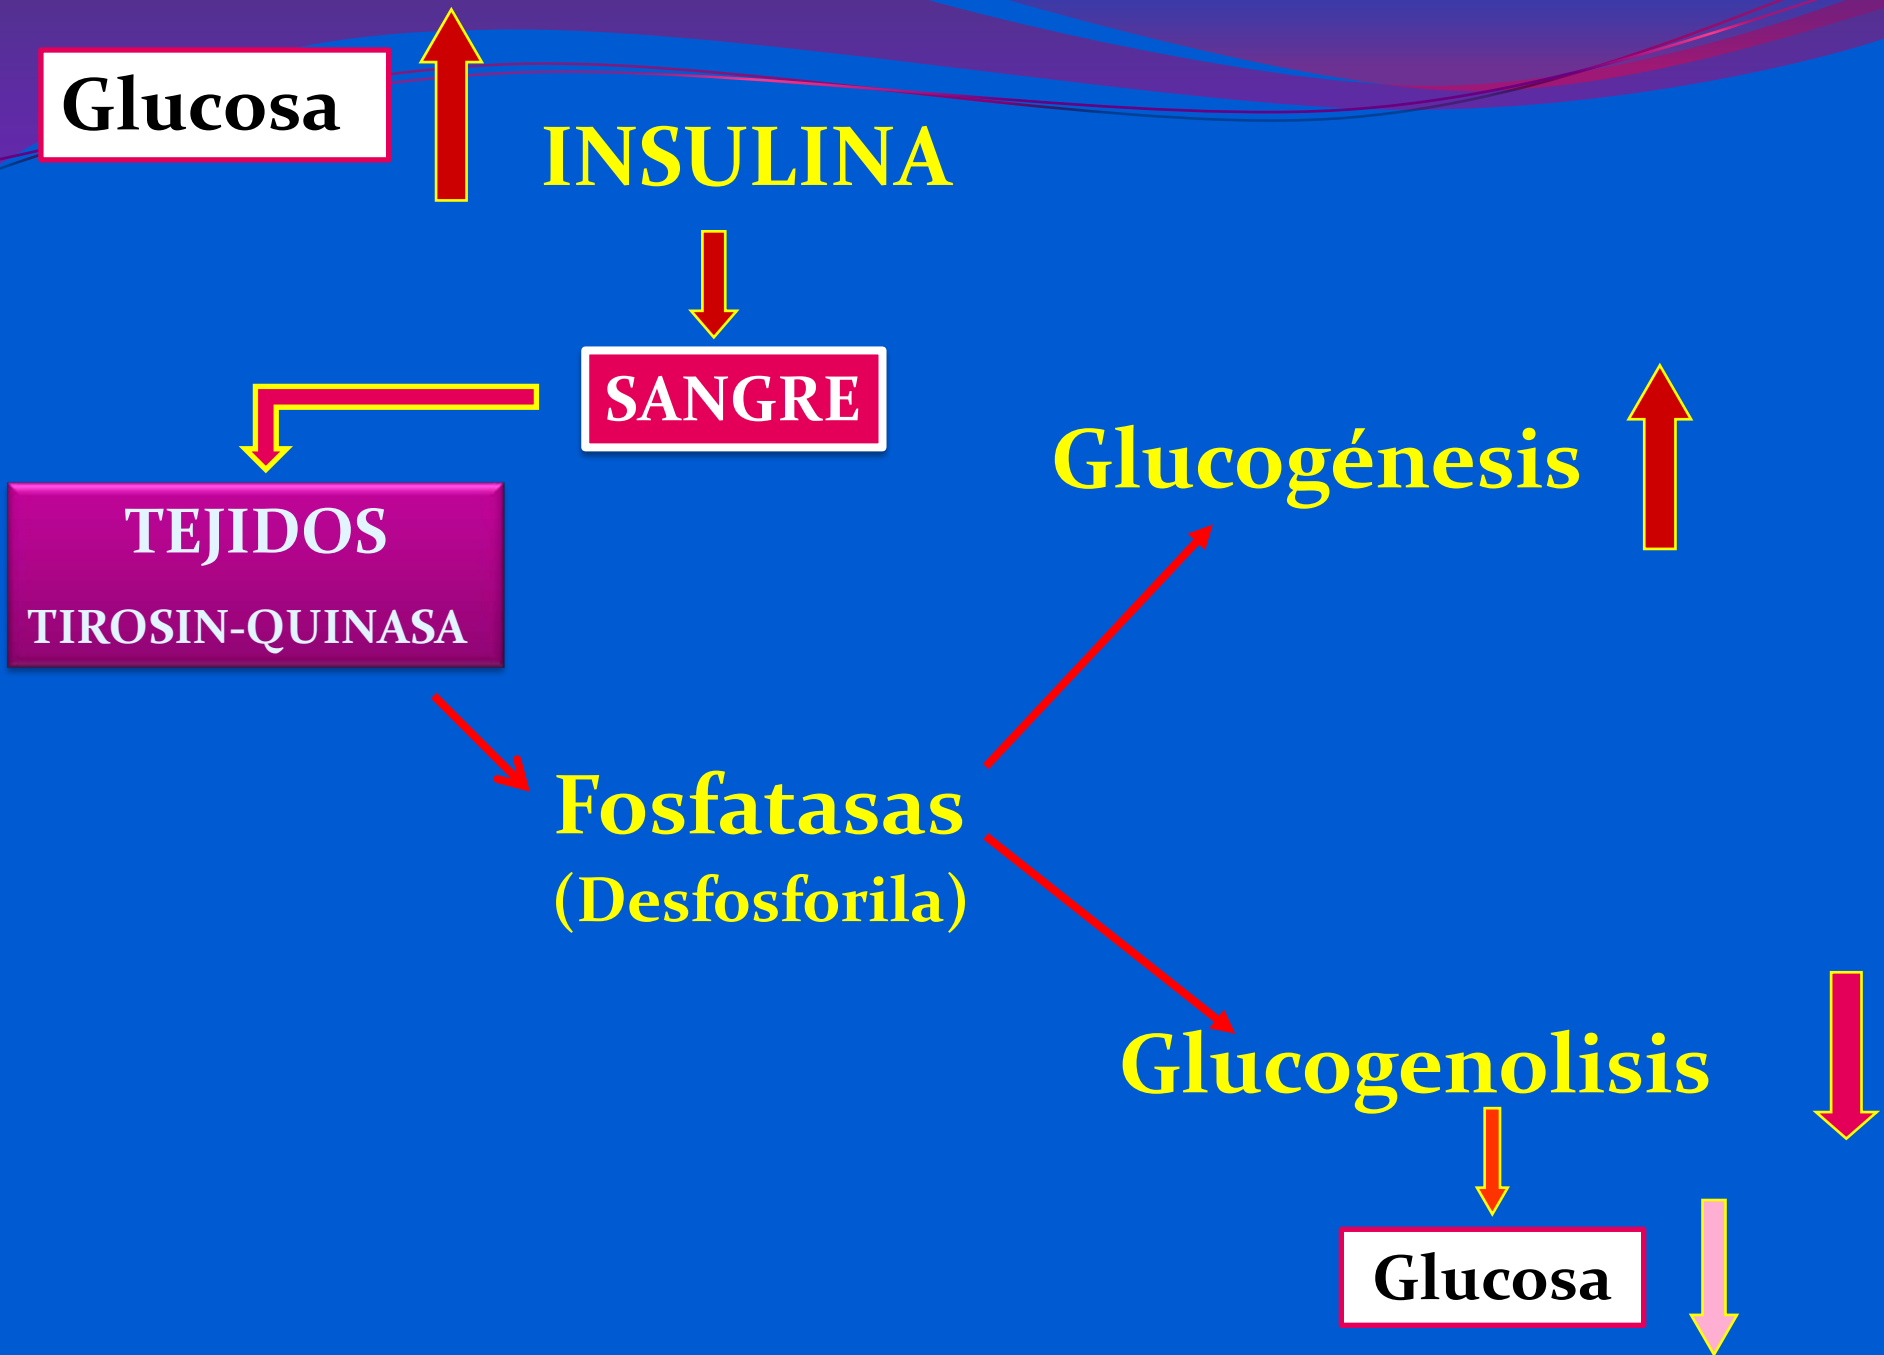 Glucosa
INSULINA
SANGRE
Glucogénesis
TEJIDOS
TIROSIN-QUINASA
Fosfatasas
(Desfosforila)
Glucogenolisis
Glucosa